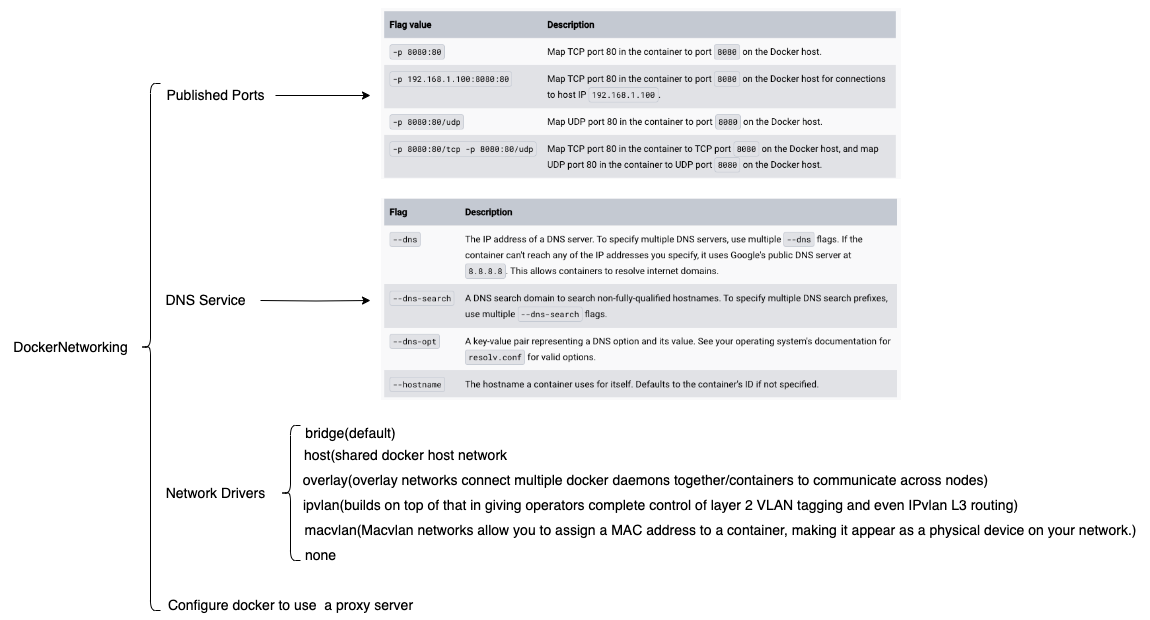 Flag value Description
-p 8080:80 Map TCP port 80 in the container to port 8080 on the Docker host.
-p 192.168.1.100:8080:80 Map TCP port 80 in the container to port 8080 on the Docker host for connections
to host IP 192.168.1.100 .
-p 8080:80/udp Map UDP port 80 in the container to port 8080 on the Docker host.
-p 8080:80/tcp -p 8080:80/udp Map TCP port 80 in the container to TCP port 8080 on the Docker host, and map
UDP port 80 in the container to UDP port 8080 on the Docker host.
Published Ports
Flag Description
--dns The IP address of a DNS server. To specify multiple DNS servers, use multiple --dns flags. If the
container can't reach any of the IP addresses you specify, it uses Google's public DNS server at
8.8.8.8 . This allows containers to resolve internet domains.
--dns-search A DNS search domain to search non-fully-qualified hostnames. To specify multiple DNS search prefixes,
use multiple --dns-search flags.
--dns-opt A key-value pair representing a DNS option and its value. See your operating system's documentation for
resolv.conf for valid options.
--hostname The hostname a container uses for itself. Defaults to the container's ID if not specified.
DNS Service
DockerNetworking
Network Drivers
bridge(default)
host(shared docker host network
overlay(overlay networks connect multiple docker daemons together/containers to communicate across nodes)
ipvlan(builds on top of that in giving operators complete control of layer 2 VLAN tagging and even IPvlan L3 routing)
macvlan(Macvlan networks allow you to assign a MAC address to a container, making it appear as a physical device on your network.)
none
Configure docker to use a proxy server